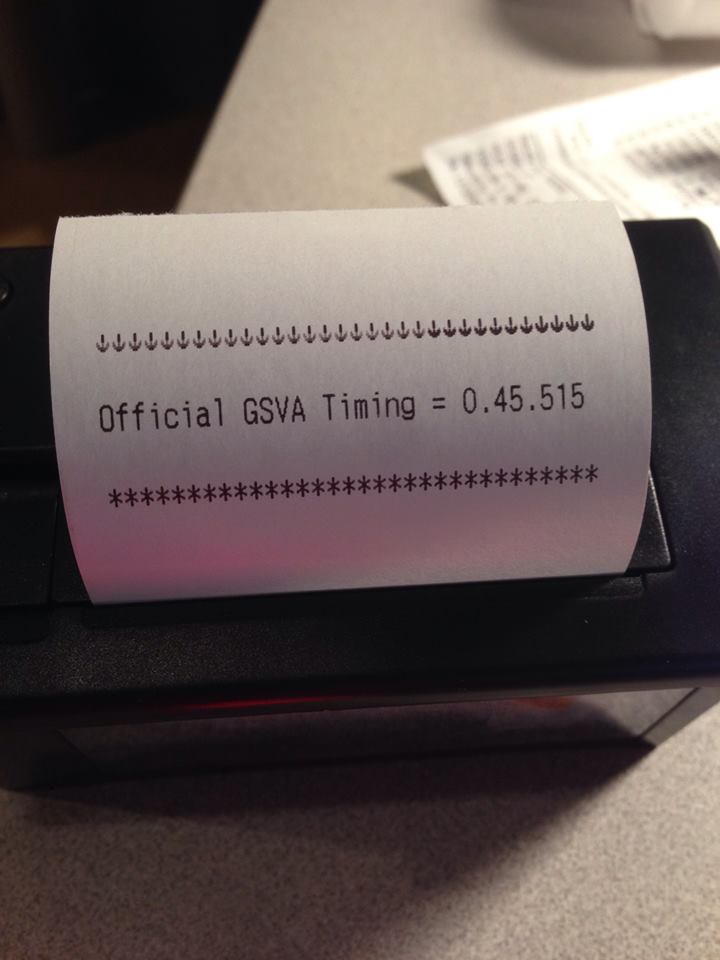 ↓↓↓↓↓↓↓↓↓↓↓↓↓↓↓↓↓↓↓↓↓↓↓↓↓↓↓↓↓↓↓↓
Official GSVA Timing = 0.45.515
*******************************